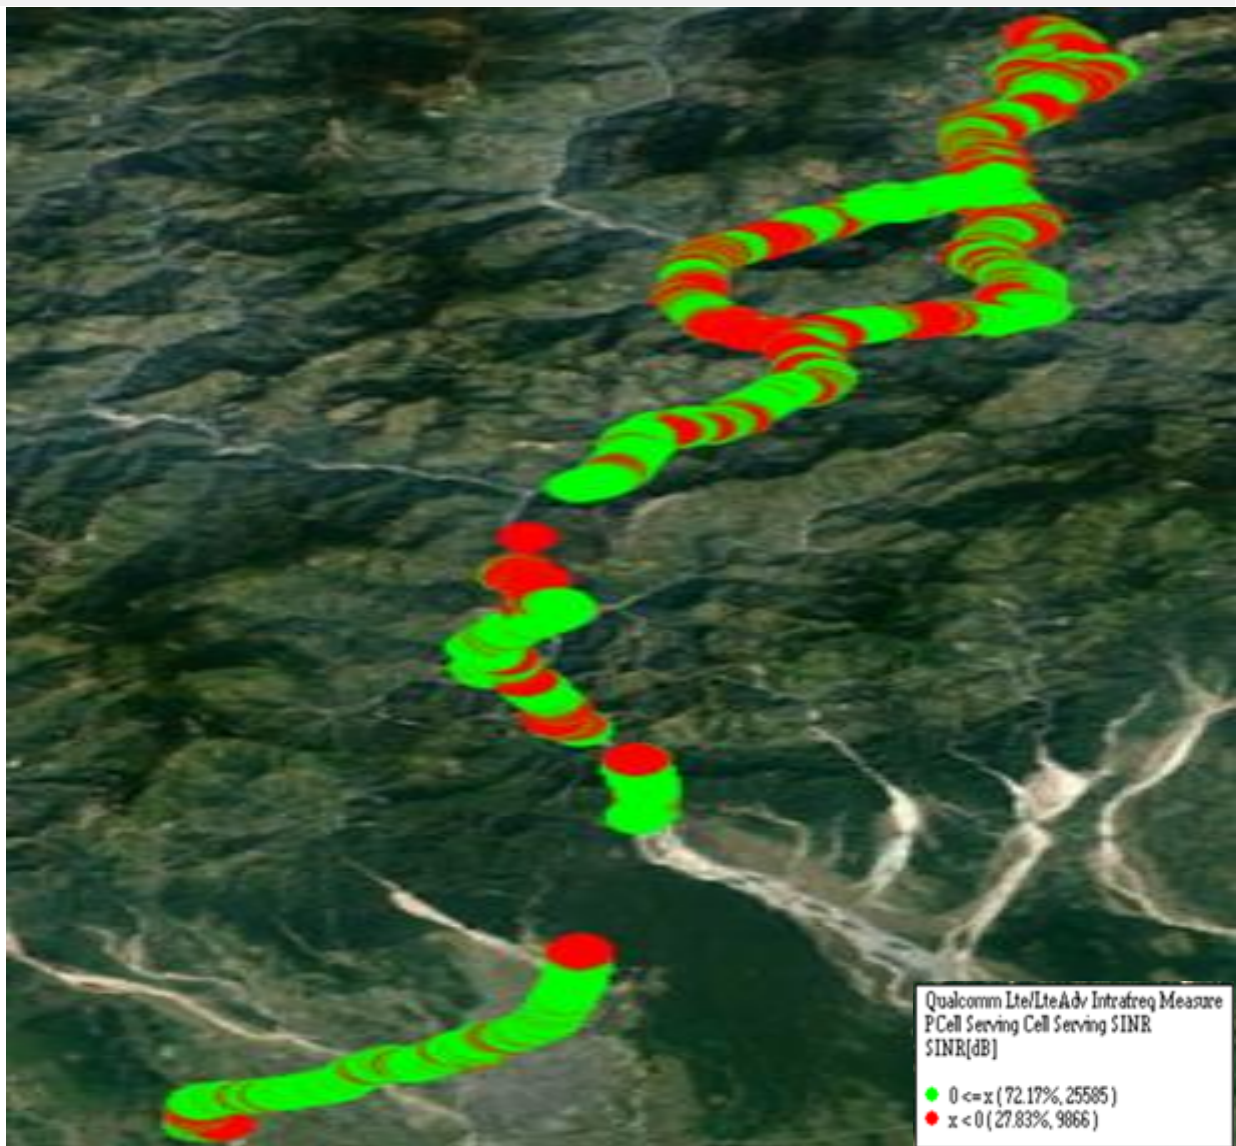 Qualcomm Lte/LteAdv Intrafreq Measure
PCell Serving Cell Serving SINR
SINR[dB]
0 <= x ( 72.17%, 25585 )
x < 0 ( 27.83%, 9866 )